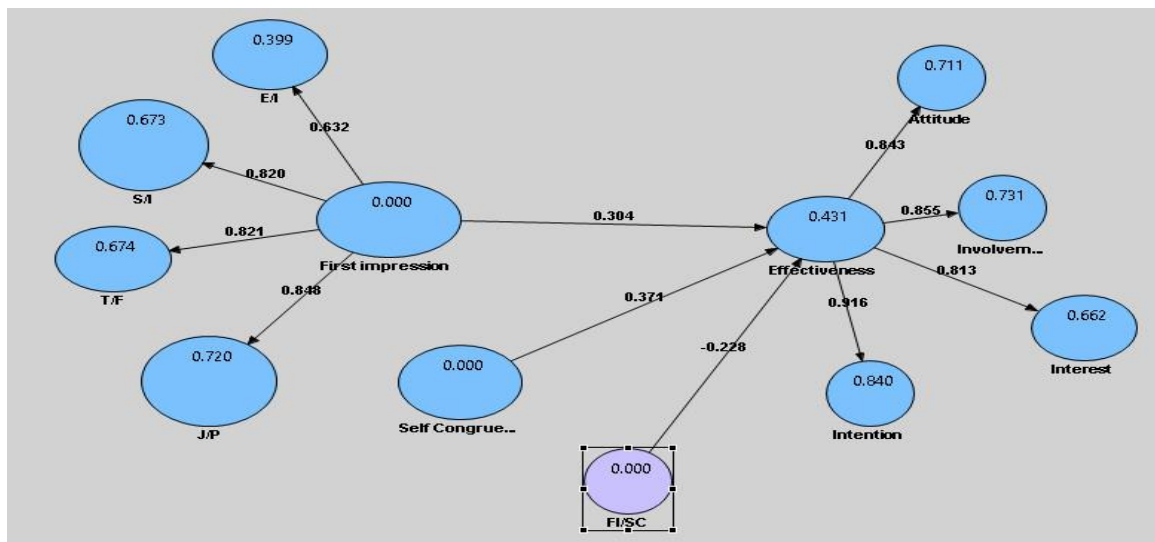 0.399
E/I
0.632
0.673
S/I
0.820
0.000
First impression
0.674
T/F
0.821
0.848
0.720
J/P
0.304
0.431
Effectiveness
0.371
0.000
Self Congrue...
-0.228
0.000
FI/SC
0.711
Attitude
0.843
0.731
Involvem...
0.855
0.813
0.662
Interest
0.916
0.840
Intention